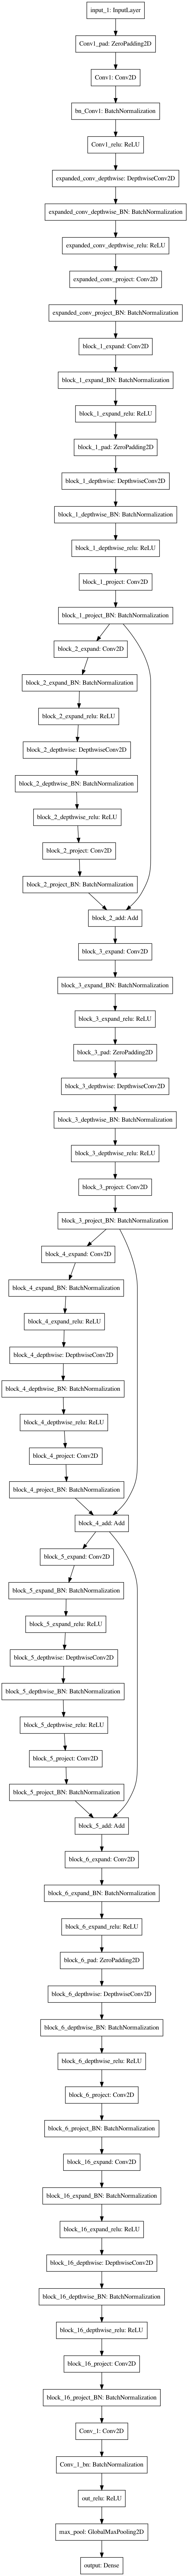 input_1: InputLayer
Conv1_pad: ZeroPadding2D
Conv1: Conv2D
bn_Conv1: BatchNormalization
Conv1_relu: ReLU
expanded_conv_depthwise: DepthwiseConv2D
expanded_conv_depthwise_BN: BatchNormalization
expanded_conv_depthwise_relu: ReLU
expanded_conv_project: Conv2D
expanded_conv_project_BN: BatchNormalization
block_1_expand: Conv2D
block_1_expand_BN: BatchNormalization
block_1_expand_relu: ReLU
block_1_pad: ZeroPadding2D
block_1_depthwise: DepthwiseConv2D
block_1_depthwise_BN: BatchNormalization
block_1_depthwise_relu: ReLU
block_1_project: Conv2D
block_1_project_BN: BatchNormalization
block_2_expand: Conv2D
block_2_expand_BN: BatchNormalization
block_2_expand_relu: ReLU
block_2_depthwise: DepthwiseConv2D
block_2_depthwise_BN: BatchNormalization
block_2_depthwise_relu: ReLU
block_2_project: Conv2D
block_2_project_BN: BatchNormalization
block_2_add: Add
block_3_expand: Conv2D
block_3_expand_BN: BatchNormalization
block_3_expand_relu: ReLU
block_3_pad: ZeroPadding2D
block_3_depthwise: DepthwiseConv2D
block_3_depthwise_BN: BatchNormalization
block_3_depthwise_relu: ReLU
block_3_project: Conv2D
block_3_project_BN: BatchNormalization
block_4_expand: Conv2D
block_4_expand_BN: BatchNormalization
block_4_expand_relu: ReLU
block_4_depthwise: DepthwiseConv2D
block_4_depthwise_BN: BatchNormalization
block_4_depthwise_relu: ReLU
block_4_project: Conv2D
block_4_project_BN: BatchNormalization
block_4_add: Add
block_5_expand: Conv2D
block_5_expand_BN: BatchNormalization
block_5_expand_relu: ReLU
block_5_depthwise: DepthwiseConv2D
block_5_depthwise_BN: BatchNormalization
block_5_depthwise_relu: ReLU
block_5_project: Conv2D
block_5_project_BN: BatchNormalization
block_5_add: Add
block_6_expand: Conv2D
block_6_expand_BN: BatchNormalization
block_6_expand_relu: ReLU
block_6_pad: ZeroPadding2D
block_6_depthwise: DepthwiseConv2D
block_6_depthwise_BN: BatchNormalization
block_6_depthwise_relu: ReLU
block_6_project: Conv2D
block_6_project_BN: BatchNormalization
block_16_expand: Conv2D
block_16_expand_BN: BatchNormalization
block_16_expand_relu: ReLU
block_16_depthwise: DepthwiseConv2D
block_16_depthwise_BN: BatchNormalization
block_16_depthwise_relu: ReLU
block_16_project: Conv2D
block_16_project_BN: BatchNormalization
Conv_1: Conv2D
Conv_1_bn: BatchNormalization
out_relu: ReLU
max_pool: GlobalMaxPooling2D
output: Dense